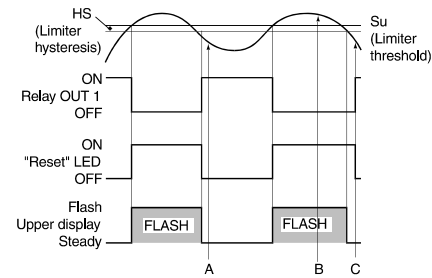 HS
(Limiter
hysteresis)
Su
(Limiter
threshold)
ON
Relay OUT 1
OFF
ON
"Reset" LED
OFF
Flash
Upper display
Steady
FLASH
FLASH
A
B
C